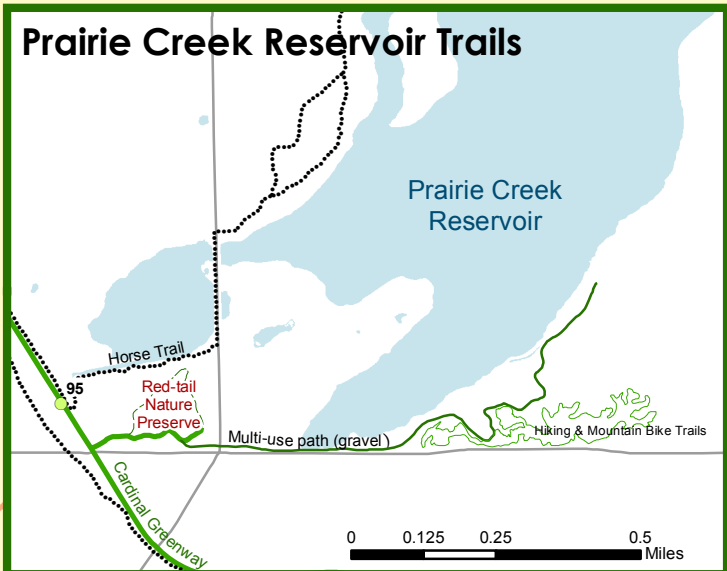 Prairie Creek Reservoir Trails
Prairie Creek
Reservoir
Horse Trail
95
Red-tail
Nature
Preserve
Multi-use path (gravel)
Hiking & Mountain Bike Trails
Cardinal Greenway
0 0.125 0.25 0.5
Miles